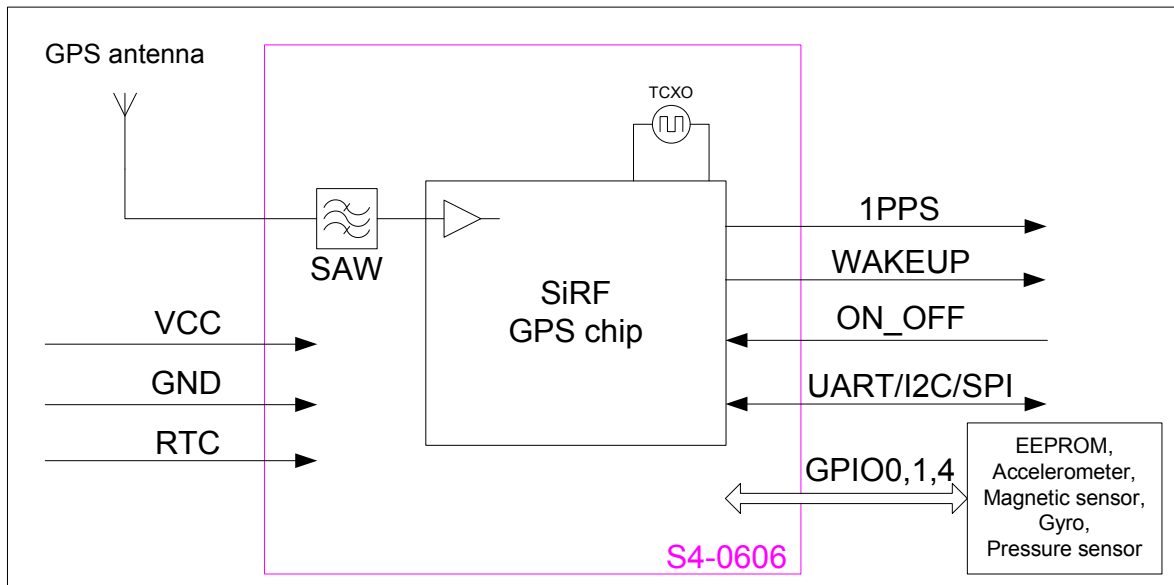 GPS antenna
TCXO
SAW
SiRF
GPS chip
VCC
GND
RTC
1PPS
WAKEUP
ON_OFF
UART/I2C/SPI
GPIO0,1,4
EEPROM,
Accelerometer,
Magnetic sensor,
Gyro,
Pressure sensor
S4-0606